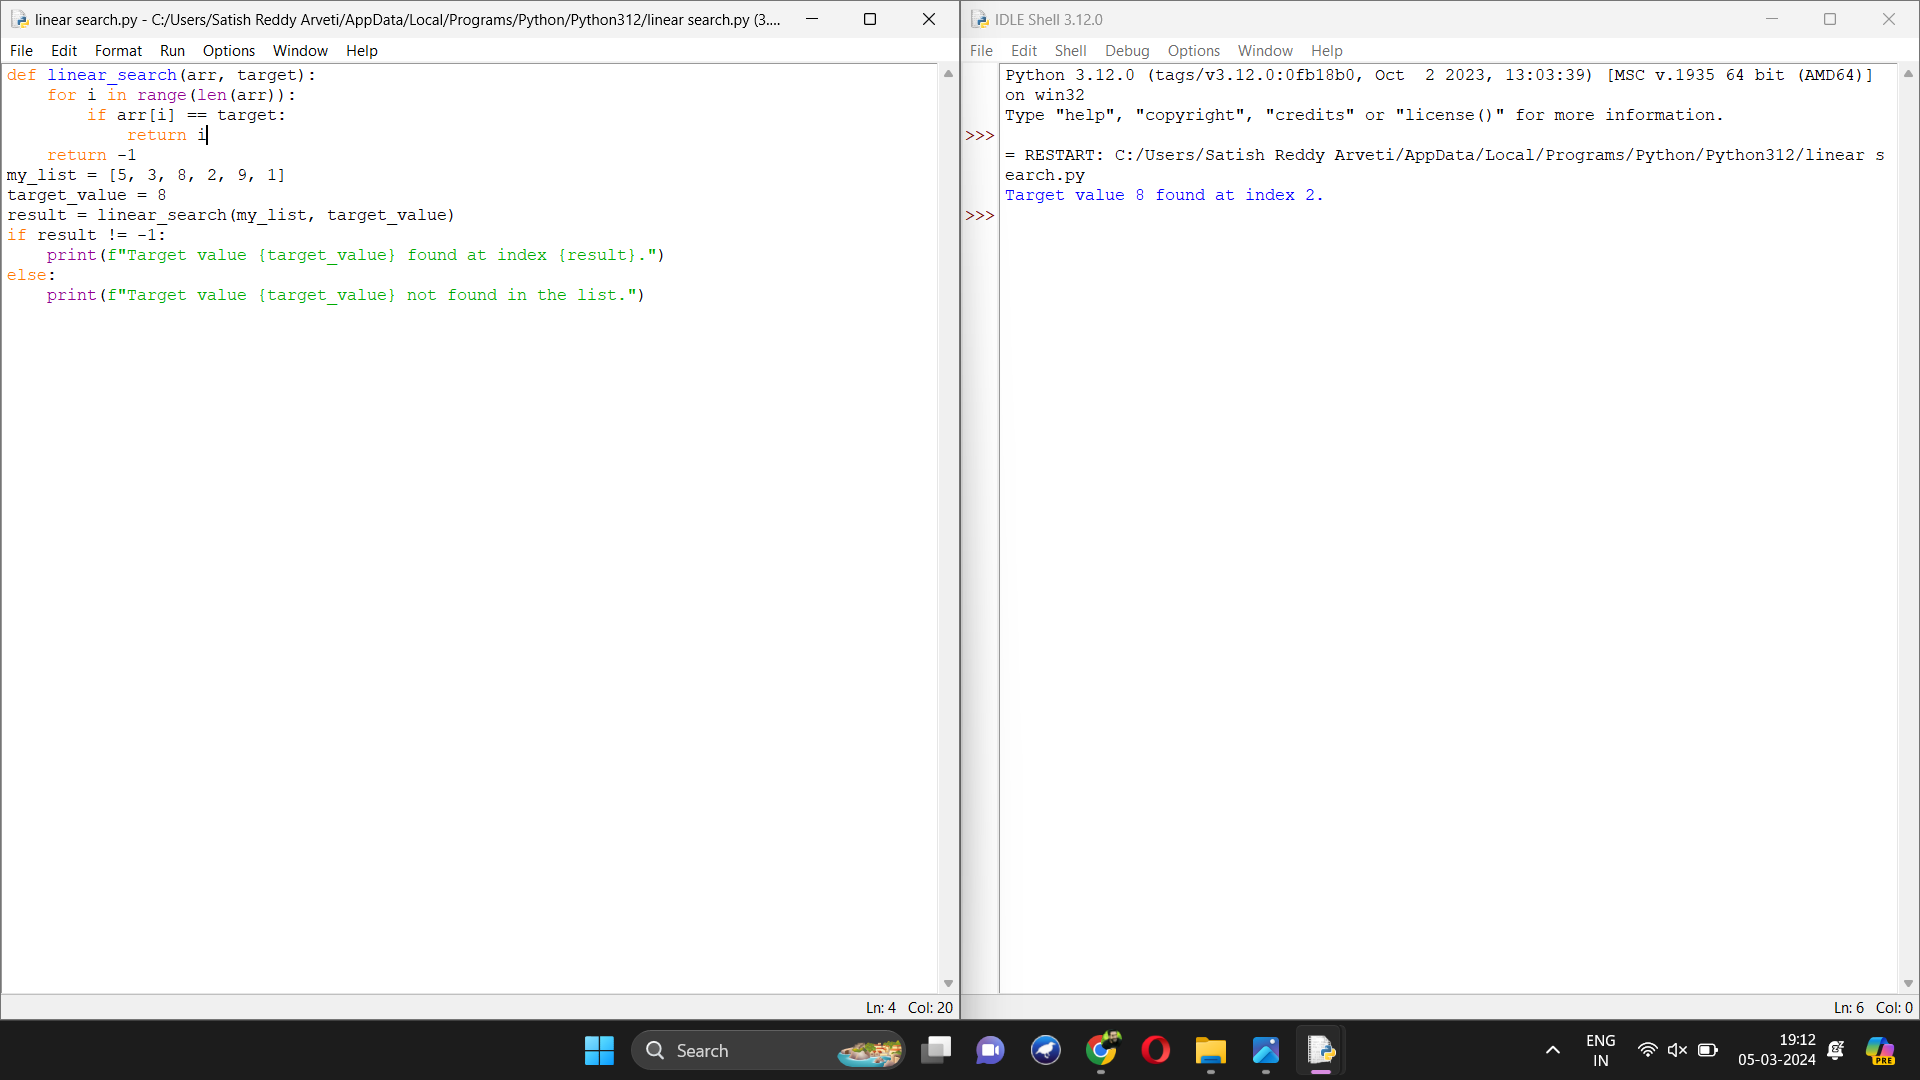 linear search.py - C:/Users/Satish Reddy Arveti/AppData/Local/Programs/Python/Python312/linear search.py (3....
File Edit Format Run Options Window Help
def linear_search(arr, target):
    for i in range(len(arr)):
        if arr[i] == target:
            return i
    return -1
my_list = [5, 3, 8, 2, 9, 1]
target_value = 8
result = linear_search(my_list, target_value)
if result != -1:
    print(f"Target value {target_value} found at index {result}.")
else:
    print(f"Target value {target_value} not found in the list.")
Ln: 4 Col: 20
IDLE Shell 3.12.0
File Edit Shell Debug Options Window Help
Python 3.12.0 (tags/v3.12.0:0fb18b0, Oct  2 2023, 13:03:39) [MSC v.1935 64 bit (AMD64)]
on win32
Type "help", "copyright", "credits" or "license()" for more information.
>>>
= RESTART: C:/Users/Satish Reddy Arveti/AppData/Local/Programs/Python/Python312/linear s
earch.py
Target value 8 found at index 2.
>>>
Ln: 6 Col: 0
Search
ENG
IN
19:12
05-03-2024
PRE